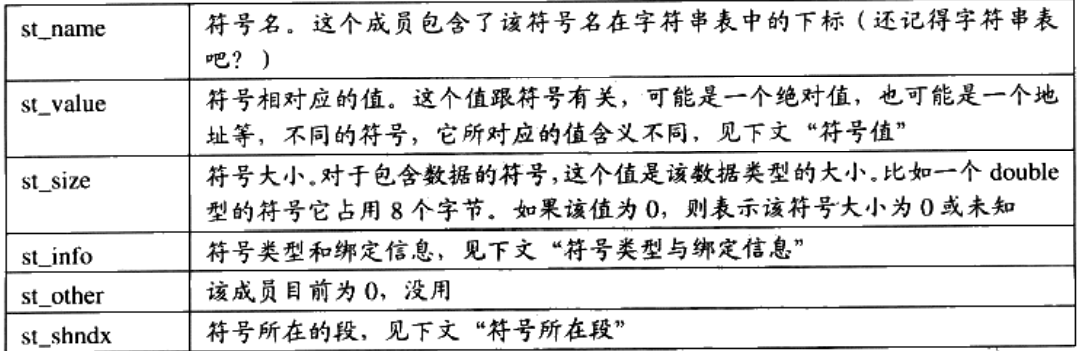 st_name 符号名。这个成员包含了该符号名在字符串表中的下标（还记得字符串表
吧？）
st_value 符号相对应的值。这个值跟符号有关，可能是一个绝对值，也可能是一个地
址等，不同的符号，它所对应的值含义不同，见下文“符号值”
st_size 符号大小。对于包含数据的符号，这个值是该数据类型的大小。比如一个 double
型的符号它占用 8 个字节。如果该值为 0，则表示该符号大小为 0 或未知
st_info 符号类型和绑定信息，见下文“符号类型与绑定信息”
st_other 该成员目前为 0，没用
st_shndx 符号所在的段，见下文“符号所在段”